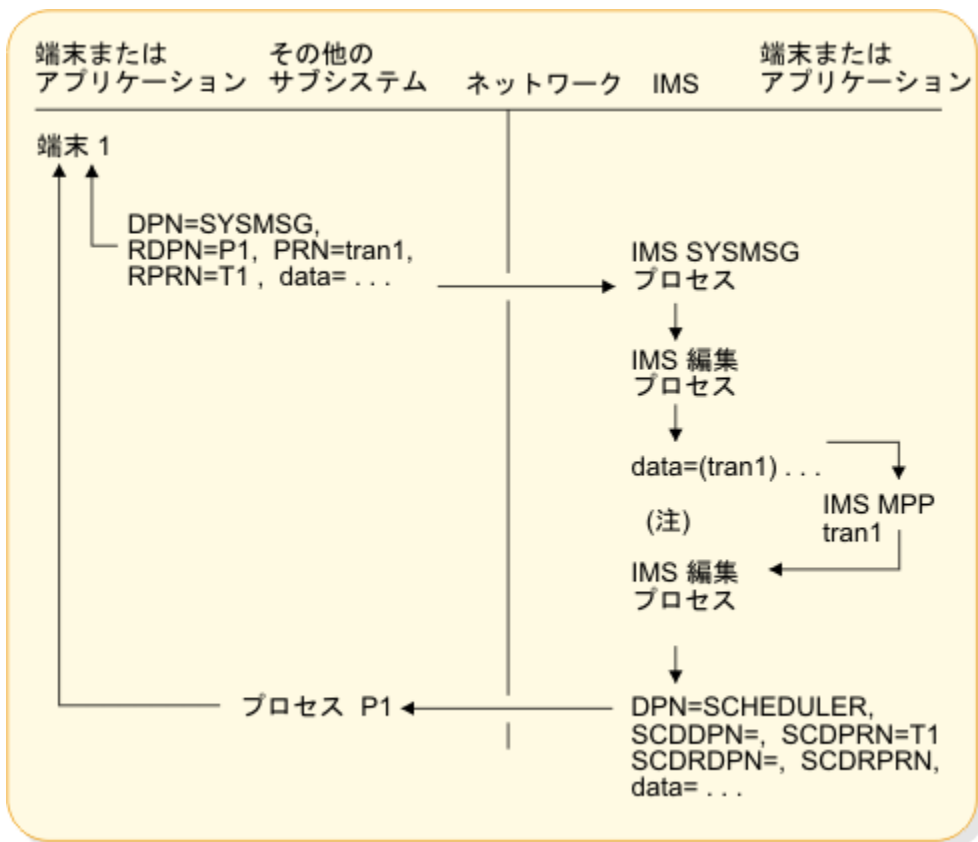 端末または
アプリケーション
その他の
サブシステム
ネットワーク
IMS
端末または
アプリケーション
端末 1
DPN=SYSMSG,
RDPN=P1, PRN=tran1,
RPRN=T1 , data= . . .
IMS SYSMSG
プロセス
IMS 編集
プロセス
data=(tran1) . . .
IMS MPP
tran1
(注)
IMS 編集
プロセス
プロセス P1
DPN=SCHEDULER,
SCDDPN=, SCDPRN=T1
SCDRDPN=, SCDRPRN,
data= . . .